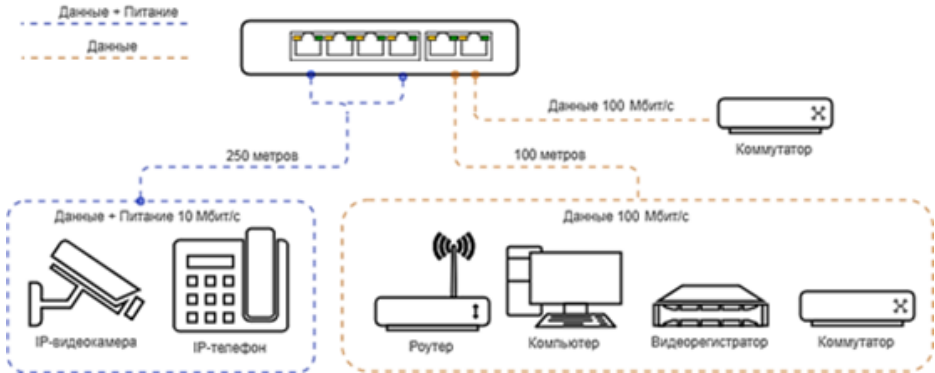 Данные + Питание
Данные
Данные 100 Мбит/с
Коммутатор
250 метров
100 метров
Данные + Питание 10 Мбит/с
Данные 100 Мбит/с
IP-видеокамера
IP-телефон
Роутер
Компьютер
Видеорегистратор
Коммутатор